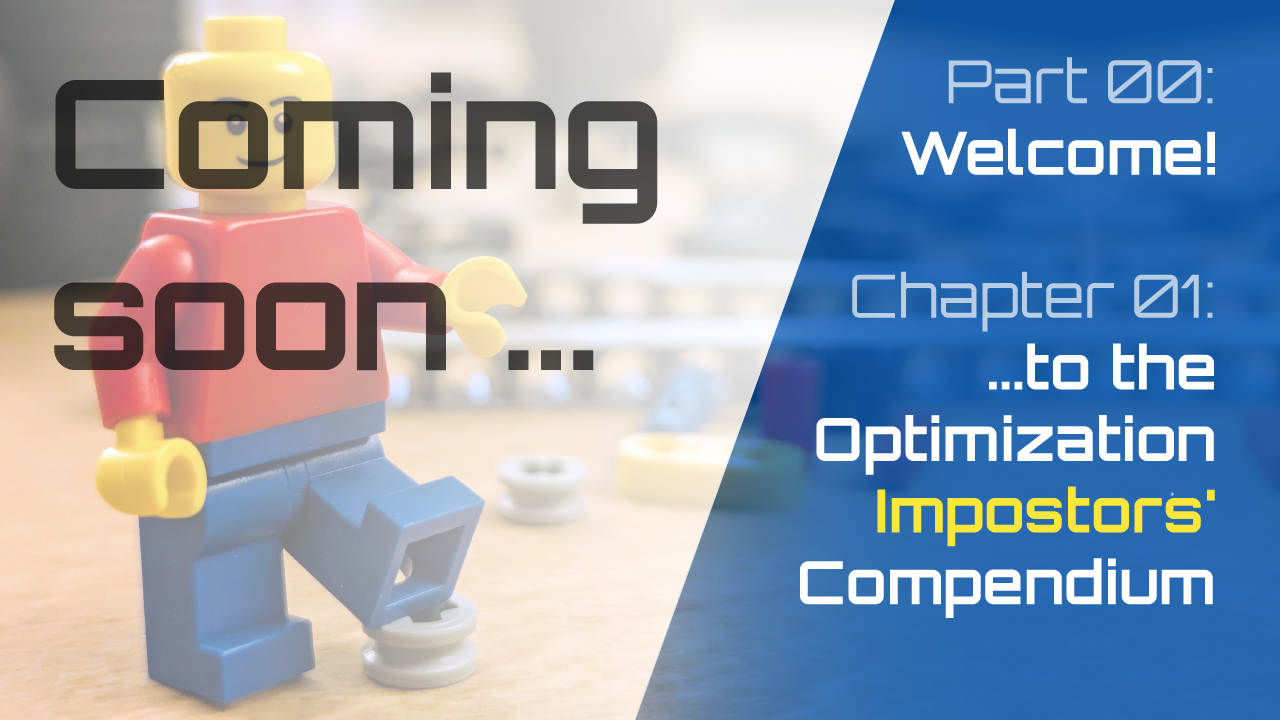 Coming
soon ...
Part 00:
Welcome!
Chapter 01:
...to the
Optimization
Impostors'
Compendium